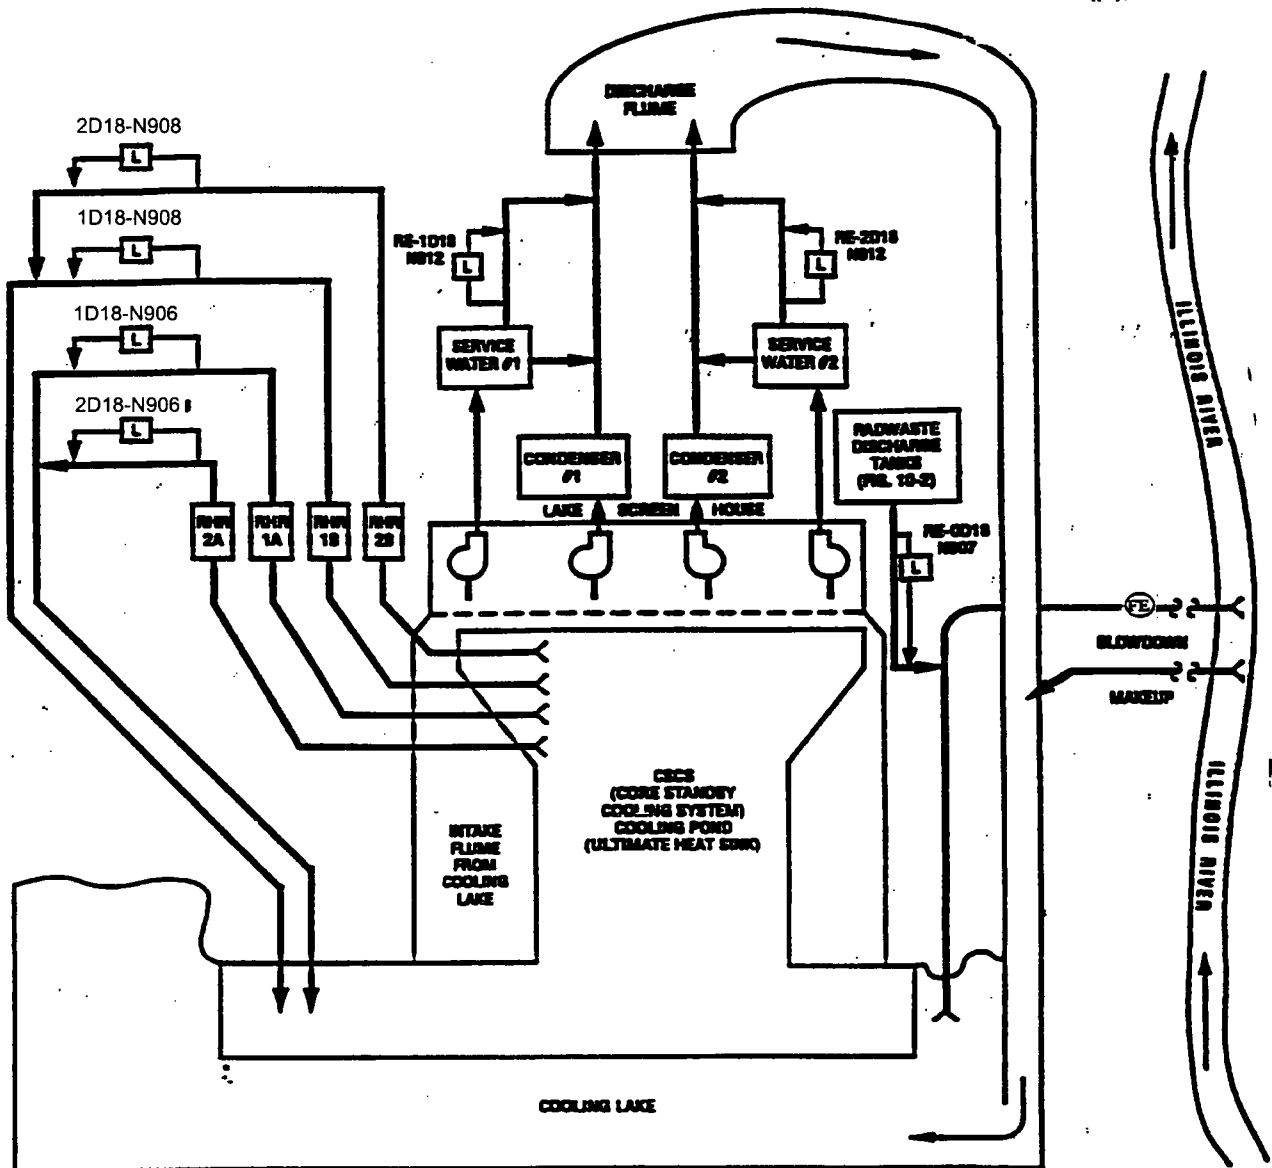 DISCHARGE
FLUME
2D18-N908
L
1D18-N908
L
1D18-N906
L
2D18-N906
L
RE-1D18
N912
L
RE-2D18
N912
L
SERVICE
WATER #1
SERVICE
WATER #2
CONDENSER
#1
CONDENSER
#2
RADWASTE
DISCHARGE
TANKS
(FIG. 10-2)
LAKE SCREEN HOUSE
RHR
2A
RHR
1A
RHR
1B
RHR
2B
RE-0D18
N907
L
FE
BLOWDOWN
MAKEUP
ILLINOIS RIVER
ILLINOIS RIVER
CSCS
(CORE STANDBY
COOLING SYSTEM)
COOLING POND
(ULTIMATE HEAT SINK)
INTAKE
FLUME
FROM
COOLING
LAKE
COOLING LAKE